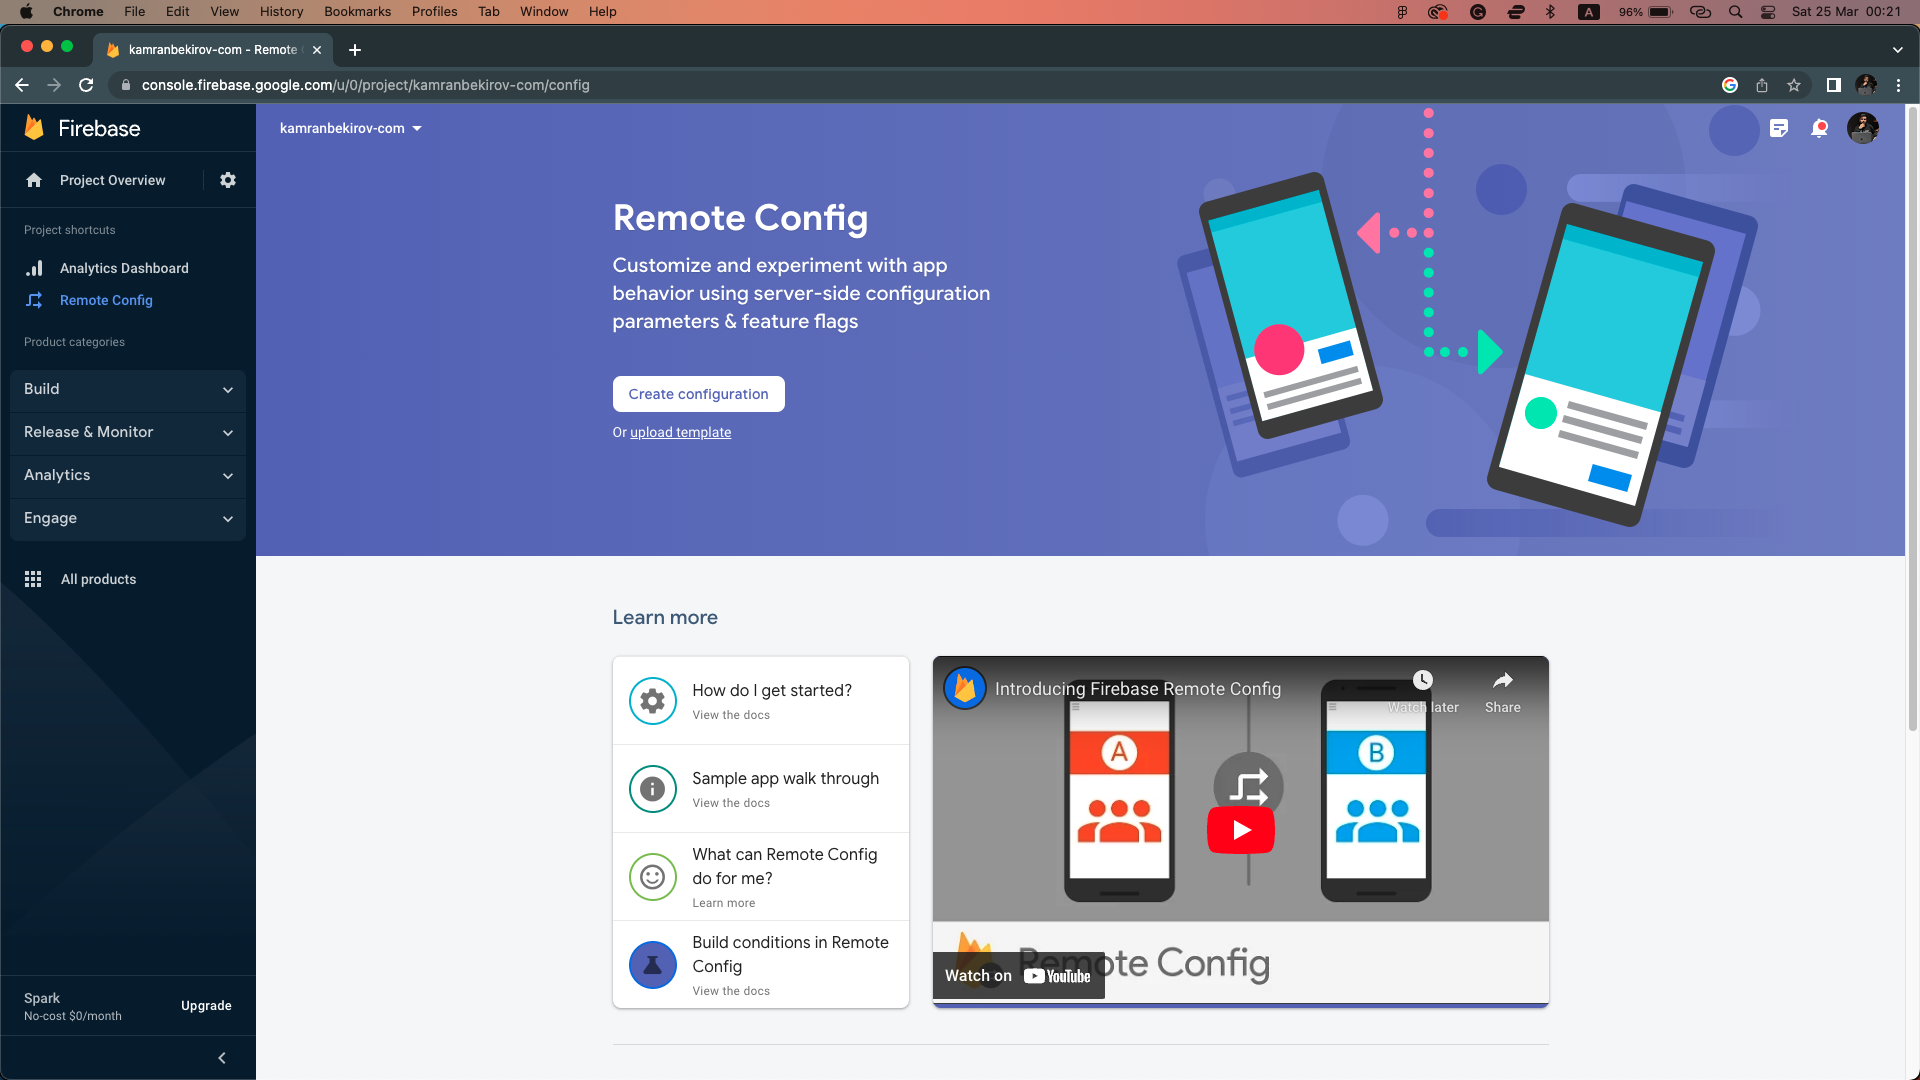 Chrome File Edit View History Bookmarks Profiles Tab Window Help
A 96% Sat 25 Mar 00:21
kamranbekirov-com - Remote
console.firebase.google.com/u/0/project/kamranbekirov-com/config
Firebase
Project Overview
Project shortcuts
Analytics Dashboard
Remote Config
Product categories
Build
Release & Monitor
Analytics
Engage
All products
Spark
No-cost $0/month
Upgrade
kamranbekirov-com
Remote Config
Customize and experiment with app
behavior using server-side configuration
parameters & feature flags
Create configuration
Or upload template
Learn more
How do I get started?
View the docs
Sample app walk through
View the docs
What can Remote Config
do for me?
Learn more
Build conditions in Remote
Config
View the docs
Introducing Firebase Remote Config
Watch later
Share
A
B
Remote Config
Watch on YouTube